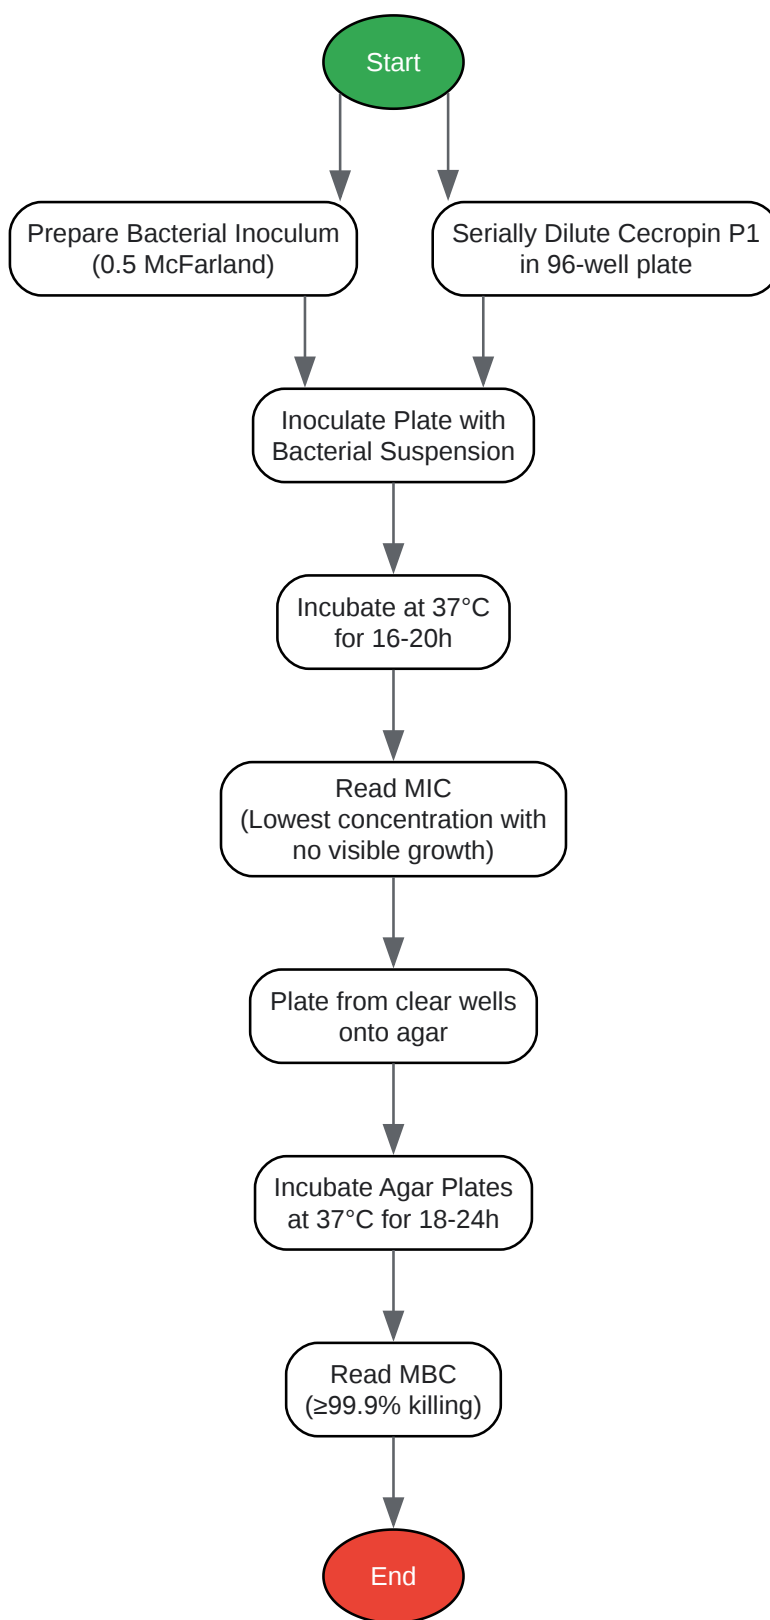 Start
Prepare Bacterial Inoculum
(0.5 McFarland)
Serially Dilute Cecropin P1
in 96-well plate
Inoculate Plate with
Bacterial Suspension
Incubate at 37°C
for 16-20h
Read MIC
(Lowest concentration with
no visible growth)
Plate from clear wells
onto agar
Incubate Agar Plates
at 37°C for 18-24h
Read MBC
(≥99.9% killing)
End